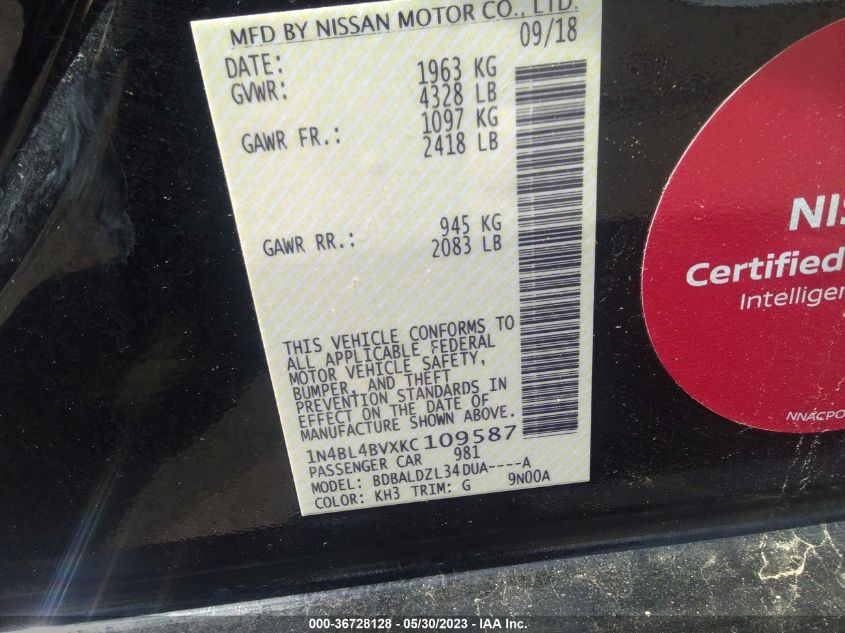 MFD BY NISSAN MOTOR CO., LTD.
DATE: 09/18
GVWR: 1963 KG
4328 LB
GAWR FR.: 1097 KG
2418 LB
GAWR RR.: 945 KG
2083 LB
THIS VEHICLE CONFORMS TO
ALL APPLICABLE FEDERAL
MOTOR VEHICLE SAFETY,
BUMPER, AND THEFT
PREVENTION STANDARDS IN
EFFECT ON THE DATE OF
MANUFACTURE SHOWN ABOVE.
1N4BL4BVXKC109587
PASSENGER CAR 981
MODEL: BDBALDZL34DUA----A
COLOR: KH3 TRIM: G 9N00A
NIS
Certified
Intelliger
NNACPO
000-36728128 - 05/30/2023 - IAA Inc.